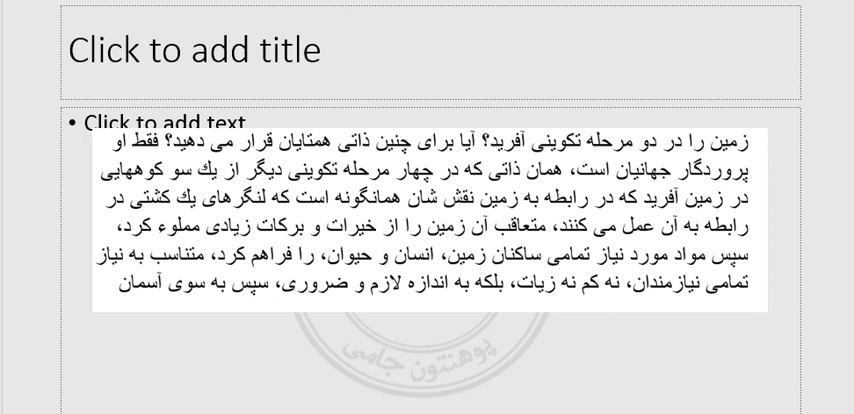 Click to add title
• Click to add text
زمین را در دو مرحله تکوینی آفرید؟ آیا برای چنین ذاتی همتایان قرار می دهید؟ فقط او
پروردگار جهانیان است، همان ذاتی که در چهار مرحله تکوینی دیگر از یك سو کوههایی
در زمین آفرید که در رابطه به زمین نقش شان همانگونه است که لنگرهای یك کشتی در
رابطه به آن عمل می کنند، متعاقب آن زمین را از خیرات و برکات زیادی مملوء کرد،
سپس مواد مورد نیاز تمامی ساکنان زمین، انسان و حیوان، را فراهم کرد، متناسب به نیاز
تمامی نیازمندان، نه کم نه زیات، بلکه به اندازه لازم و ضروری، سپس به سوی آسمان
پوهنتون جامی